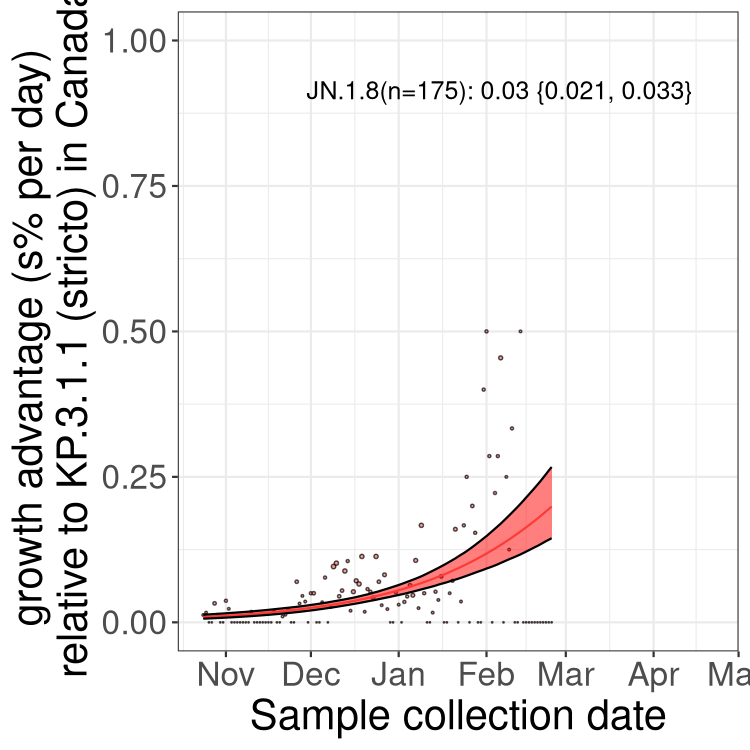 growth advantage (s% per day)
relative to KP.3.1.1 (stricto) in Canada
1.00
0.75
0.50
0.25
0.00
JN.1.8(n=175): 0.03 {0.021, 0.033}
Nov Dec Jan Feb Mar Apr Ma
Sample collection date